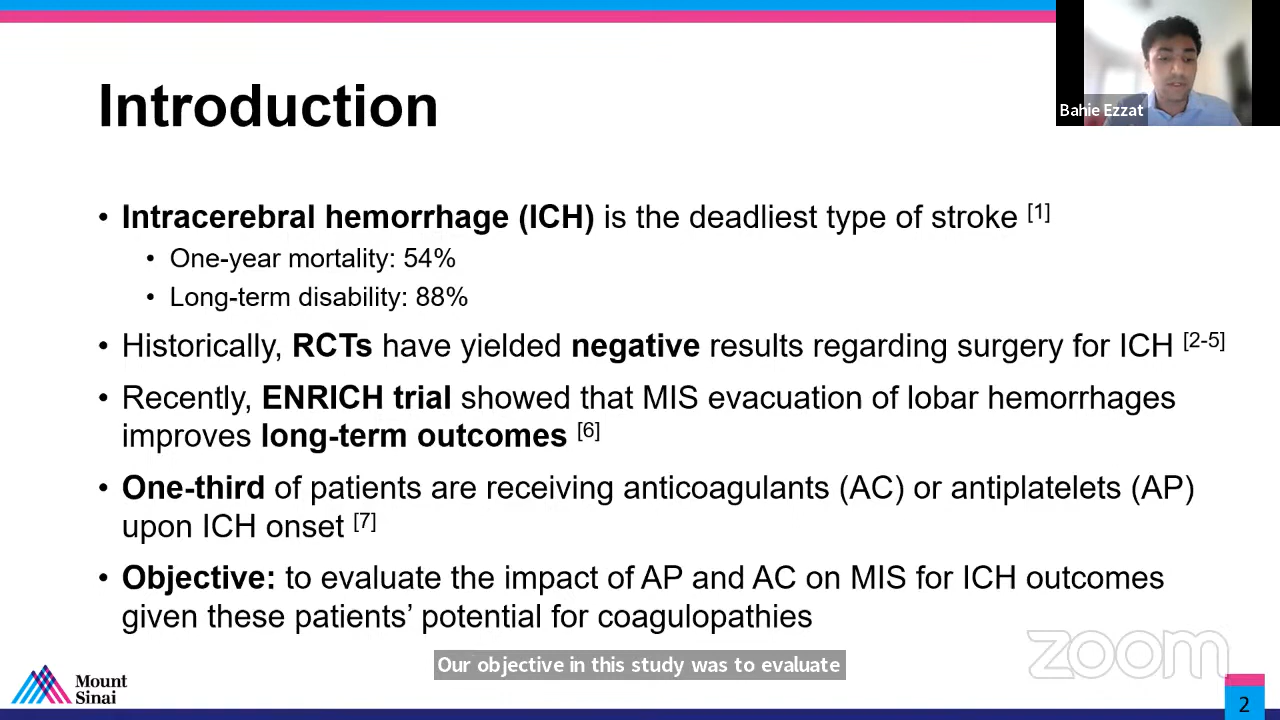 Introduction
Bahie Ezzat
• Intracerebral hemorrhage (ICH) is the deadliest type of stroke [1]
• One-year mortality: 54%
• Long-term disability: 88%
• Historically, RCTs have yielded negative results regarding surgery for ICH [2-5]
• Recently, ENRICH trial showed that MIS evacuation of lobar hemorrhages
improves long-term outcomes [6]
• One-third of patients are receiving anticoagulants (AC) or antiplatelets (AP)
upon ICH onset [7]
• Objective: to evaluate the impact of AP and AC on MIS for ICH outcomes
given these patients’ potential for coagulopathies
zoom
Our objective in this study was to evaluate
Mount
Sinai
2